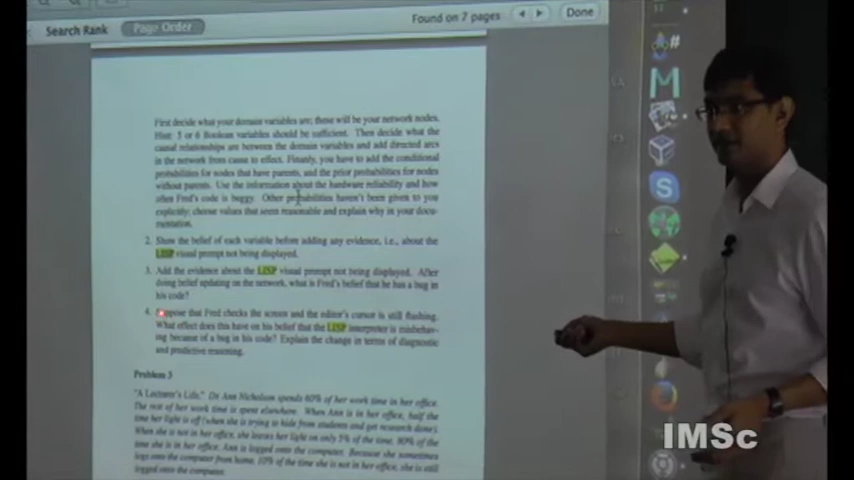 Search Rank
Page Order
Found on 7 pages
Done
First decide what your domain variables are; these will be your network nodes.
Hint: 5 or 6 Boolean variables should be sufficient. Then decide what the
causal relationships are between the domain variables and add directed arcs
in the network from cause to effect. Finanly, you have to add the conditional
probabilities for nodes that have parents, and the prior probabilities for nodes
without parents. Use the information about the hardware reliability and how
often Fred's code is buggy. Other probabilities haven't been given to you
explicitly; choose values that seem reasonable and explain why in your docu-
mentation.
2. Show the belief of each variable before adding any evidence, i.e., about the
LISP visual prompt not being displayed.
3. Add the evidence about the LISP visual prompt not being displayed. After
doing belief updating on the network, what is Fred's belief that he has a bug in
his code?
4. Suppose that Fred checks the screen and the editor's cursor is still flashing.
What effect does this have on his belief that the LISP interpreter is misbehav-
ing because of a bug in his code? Explain the change in terms of diagnostic
and predictive reasoning.
Problem 3
"A Lecturer's Life." Dr Ann Nicholson spends 60% of her work time in her office.
The rest of her work time is spent elsewhere. When Ann is in her office, half the
time her light is off (when she is trying to hide from students and get research done).
When she is not in her office, she leaves her light on only 5% of the time. 80% of the
time she is in her office, Ann is logged onto the computer. Because she sometimes
logs onto the computer from home, 10% of the time she is not in her office, she is still
logged onto the computer.
IMSc